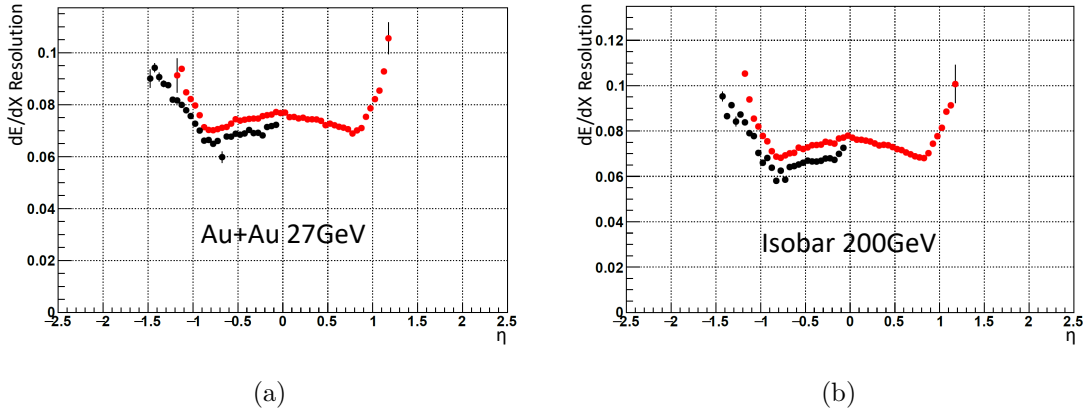 dE/dX Resolution
0.1
0.08
0.06
0.04
0.02
0
Au+Au 27GeV
−2.5 −2 −1.5 −1 −0.5 0 0.5 1 1.5 2 2.5
η
(a)
dE/dX Resolution
0.12
0.1
0.08
0.06
0.04
0.02
0
Isobar 200GeV
−2.5 −2 −1.5 −1 −0.5 0 0.5 1 1.5 2 2.5
η
(b)